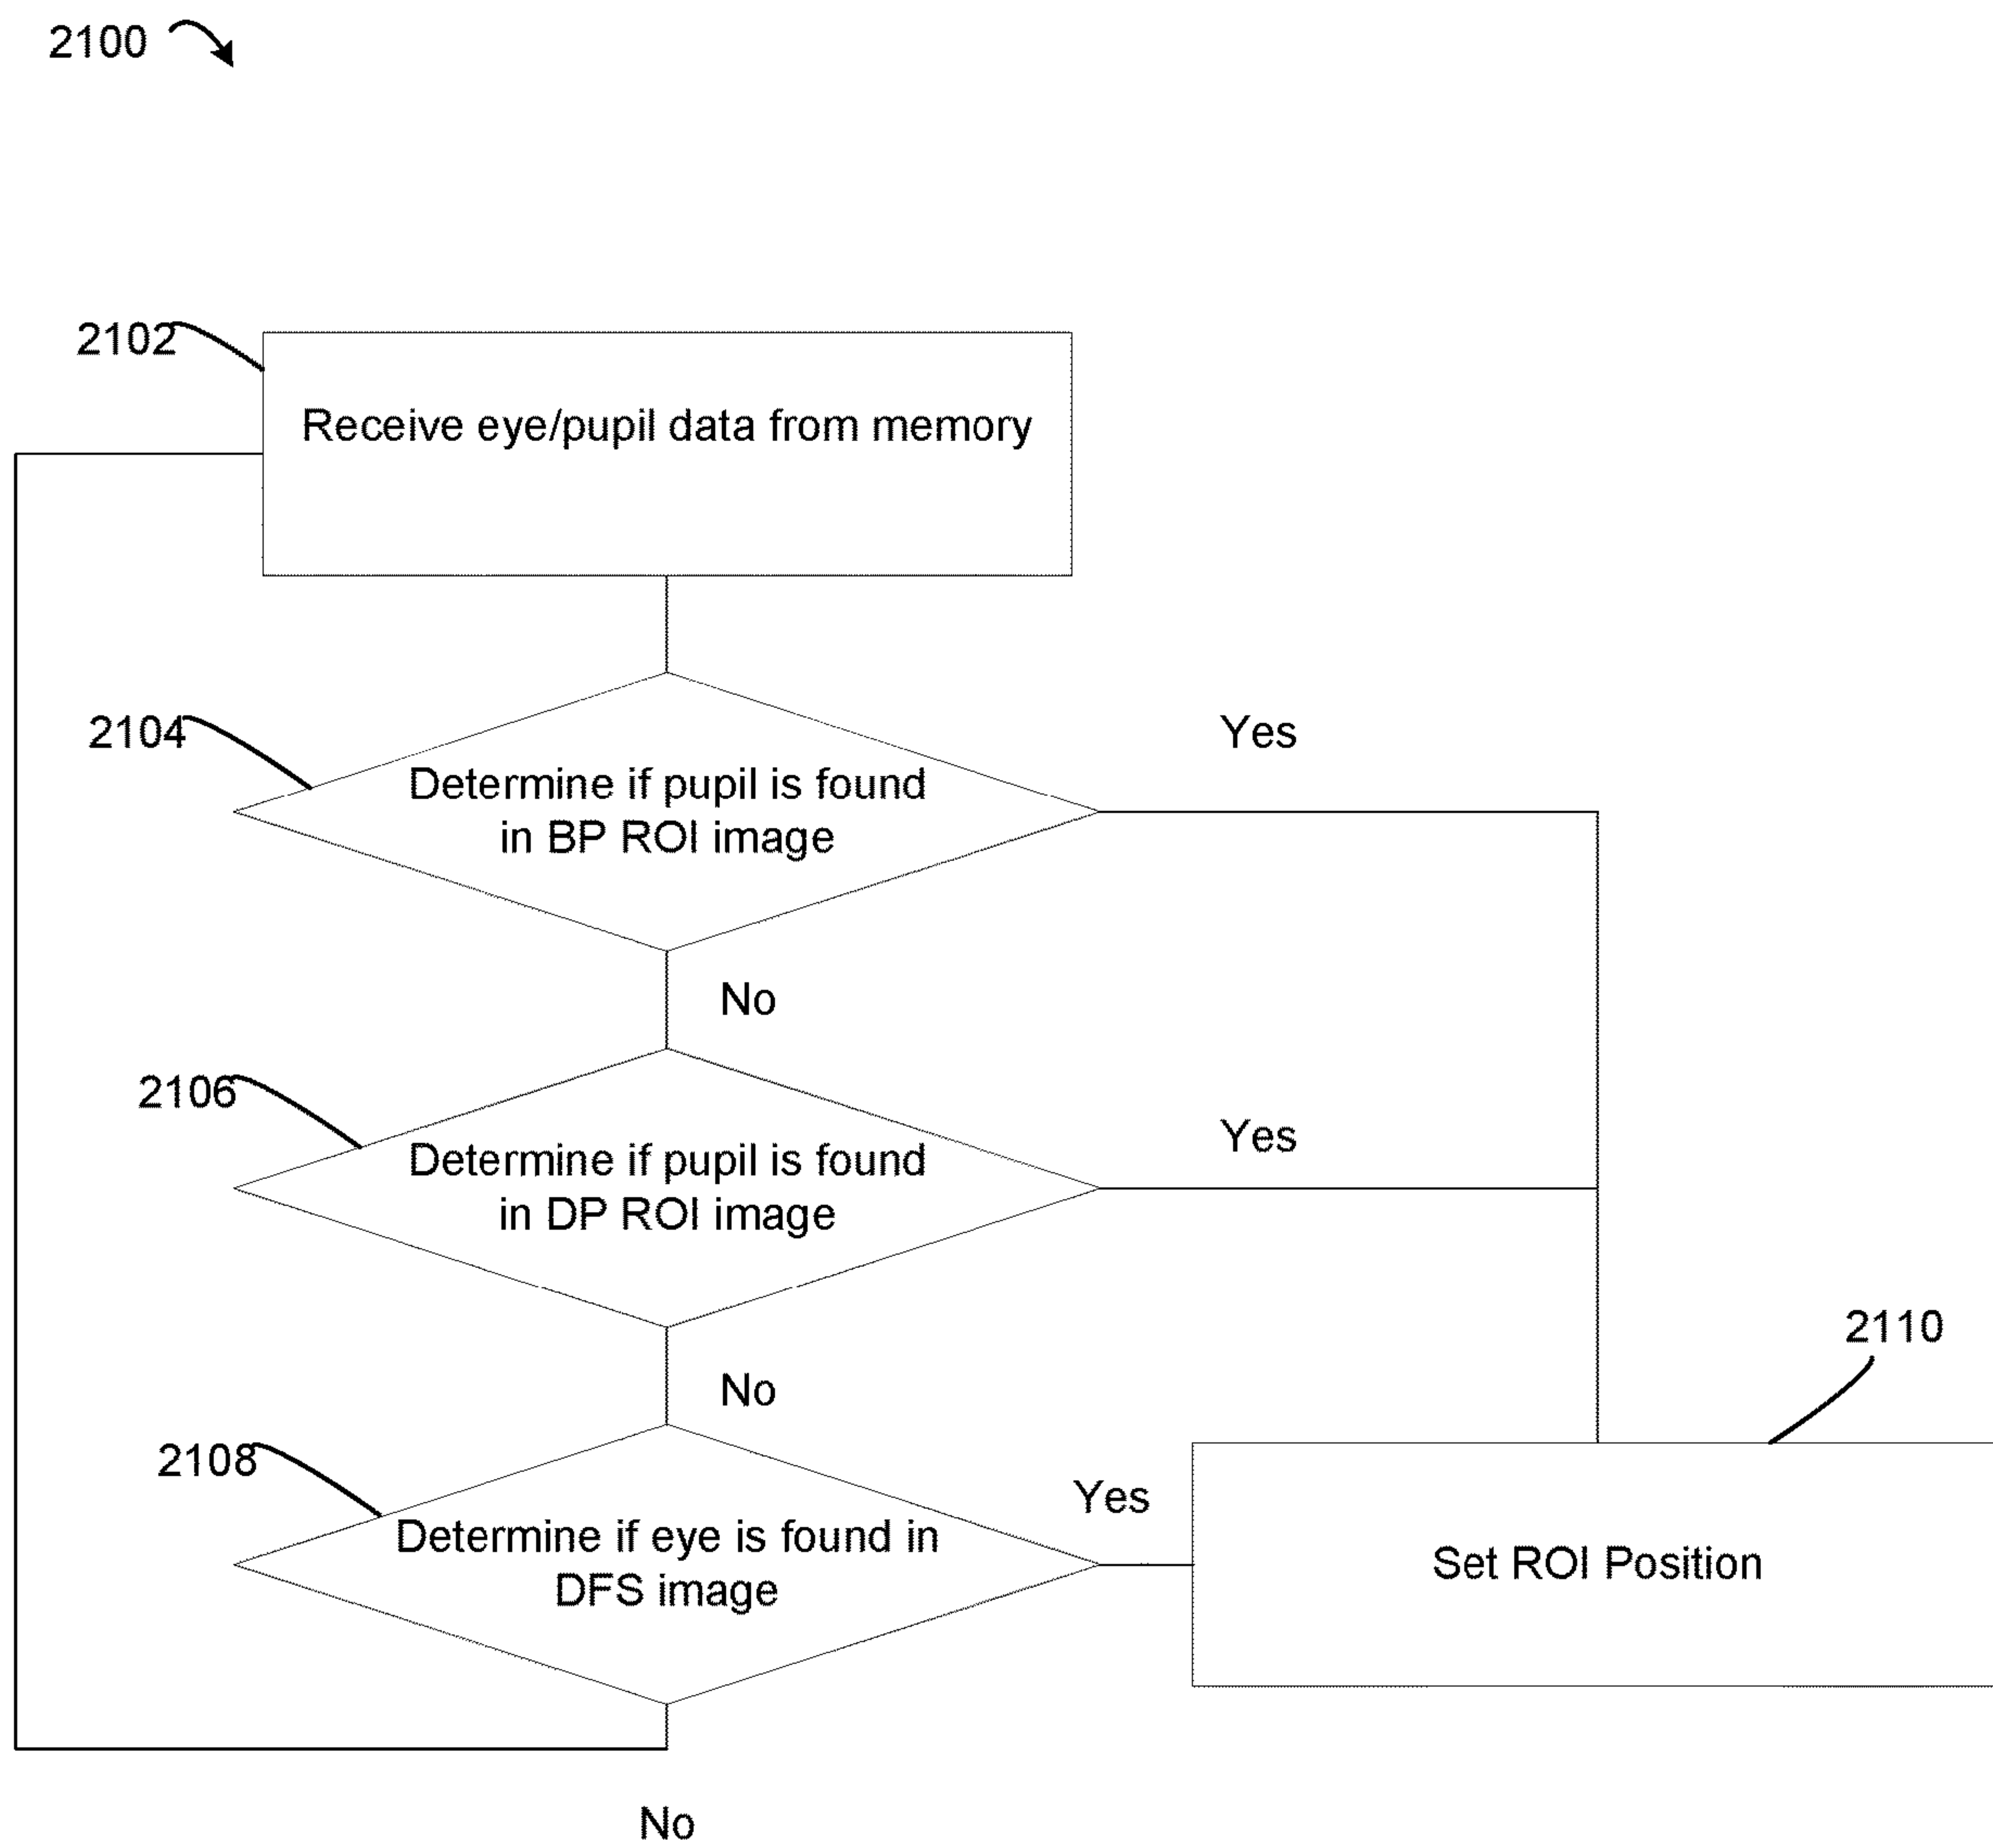 2100
2102
Receive eye/pupil data from memory
2104
Determine if pupil is found
in BP ROI image
Yes
No
2106
Determine if pupil is found
in DP ROI image
Yes
No
2108
Determine if eye is found in
DFS image
Yes
2110
Set ROI Position
No